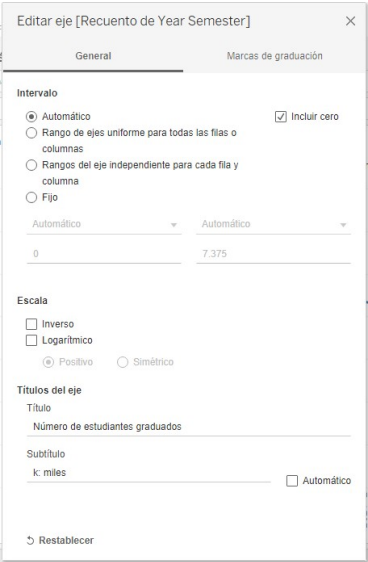 Editar eje [Recuento de Year Semester]
General
Marcas de graduación
Intervalo
Automático
Incluir cero
Rango de ejes uniforme para todas las filas o
columnas
Rangos del eje independiente para cada fila y
columna
Fijo
Automático
Automático
0
7.375
Escala
Inverso
Logarítmico
Positivo
Simétrico
Títulos del eje
Título
Número de estudiantes graduados
Subtítulo
k: miles
Automático
Restablecer